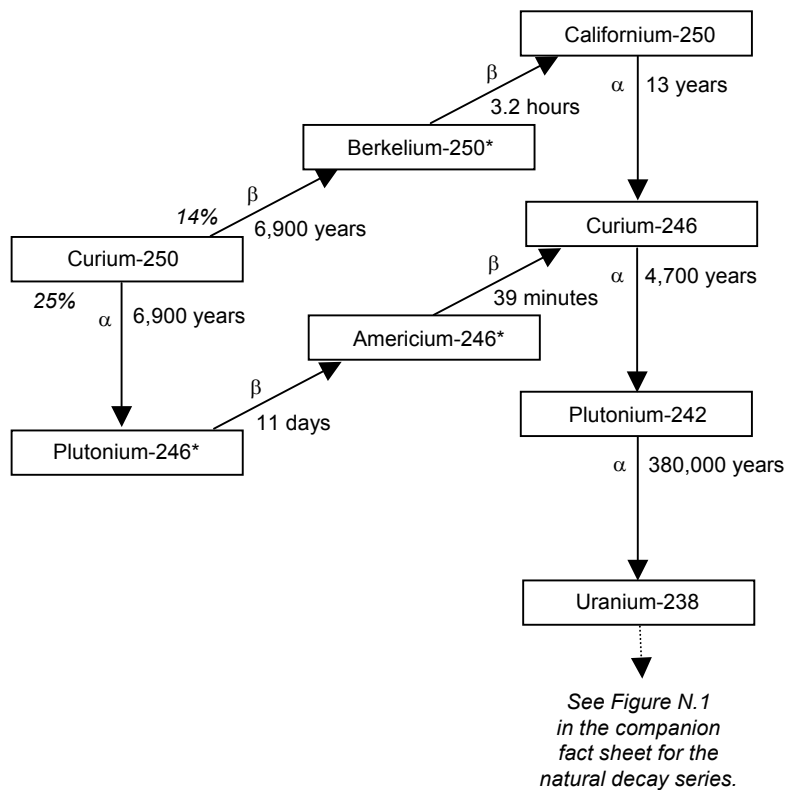 Californium-250
β
α 13 years
3.2 hours
Berkelium-250*
β
14%
6,900 years
Curium-246
Curium-250
β
α 4,700 years
25%
α 6,900 years
39 minutes
Americium-246*
β
11 days
Plutonium-242
Plutonium-246*
α 380,000 years
Uranium-238
See Figure N.1
in the companion
fact sheet for the
natural decay series.